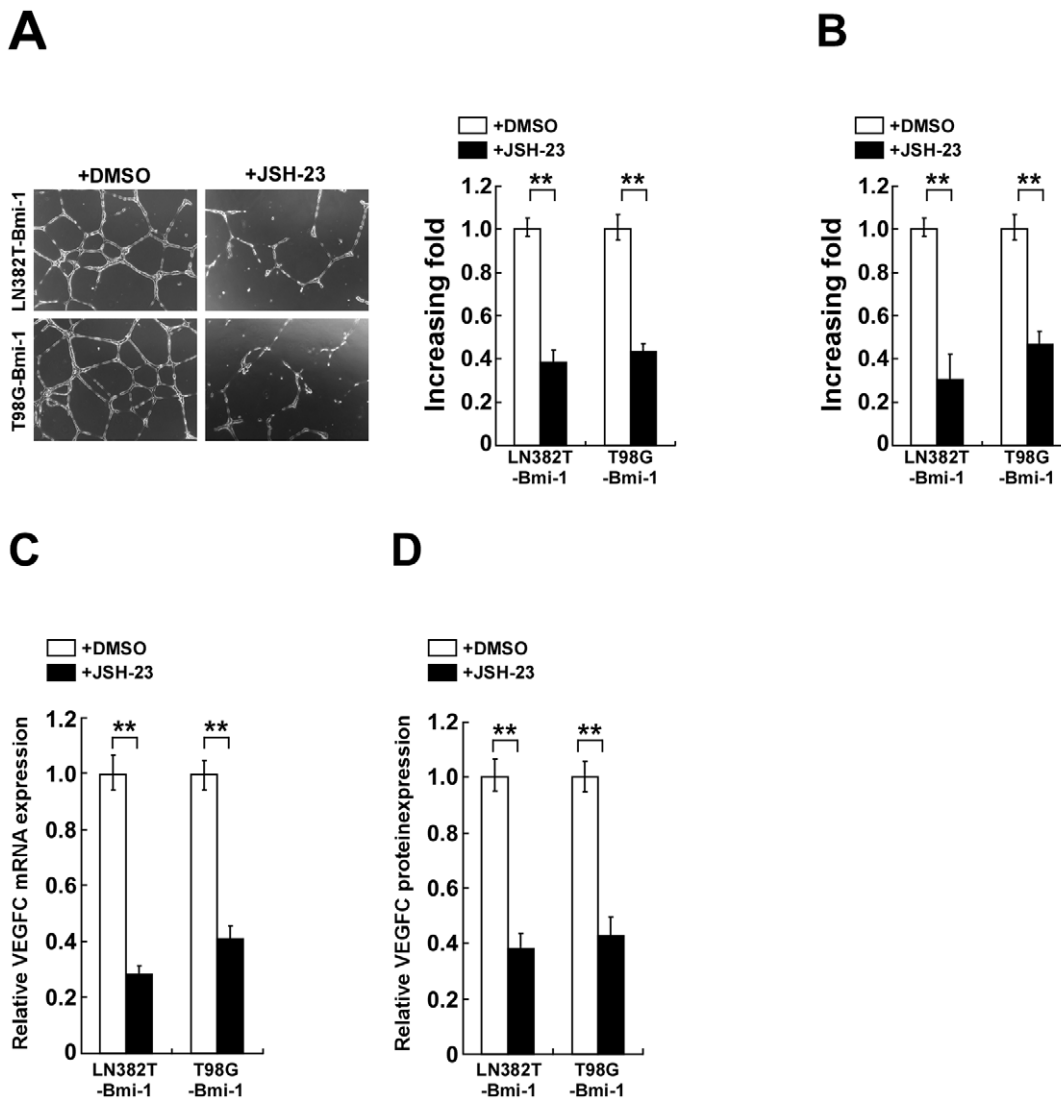 A
+DMSO
+JSH-23
LN382T-Bmi-1
T98G-Bmi-1
+DMSO
+JSH-23
Increasing fold
1.2
1.0
0.8
0.6
0.4
0.2
0
**
**
LN382T
-Bmi-1
T98G
-Bmi-1
B
+DMSO
+JSH-23
Increasing fold
1.2
1.0
0.8
0.6
0.4
0.2
0
**
**
LN382T
-Bmi-1
T98G
-Bmi-1
C
+DMSO
+JSH-23
Relative VEGFC mRNA expression
1.2
1.0
0.8
0.6
0.4
0.2
0
**
**
LN382T
-Bmi-1
T98G
-Bmi-1
D
+DMSO
+JSH-23
Relative VEGFC proteinexpression
1.2
1.0
0.8
0.6
0.4
0.2
0
**
**
LN382T
-Bmi-1
T98G
-Bmi-1